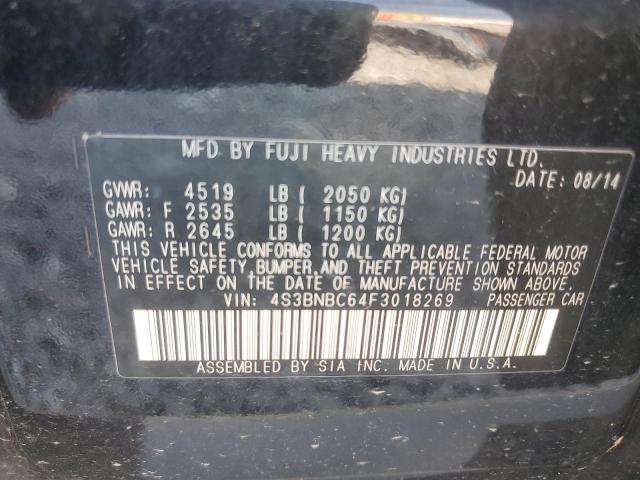 MFD BY FUJI HEAVY INDUSTRIES LTD.
DATE: 08/14
GVWR: 4519 LB ( 2050 KG)
GAWR: F 2535 LB ( 1150 KG)
GAWR: R 2645 LB ( 1200 KG)
THIS VEHICLE CONFORMS TO ALL APPLICABLE FEDERAL MOTOR
VEHICLE SAFETY, BUMPER, AND THEFT PREVENTION STANDARDS
IN EFFECT ON THE DATE OF MANUFACTURE SHOWN ABOVE.
VIN: 4S3BNBC64F3018269 PASSENGER CAR
ASSEMBLED BY SIA INC. MADE IN U.S.A.